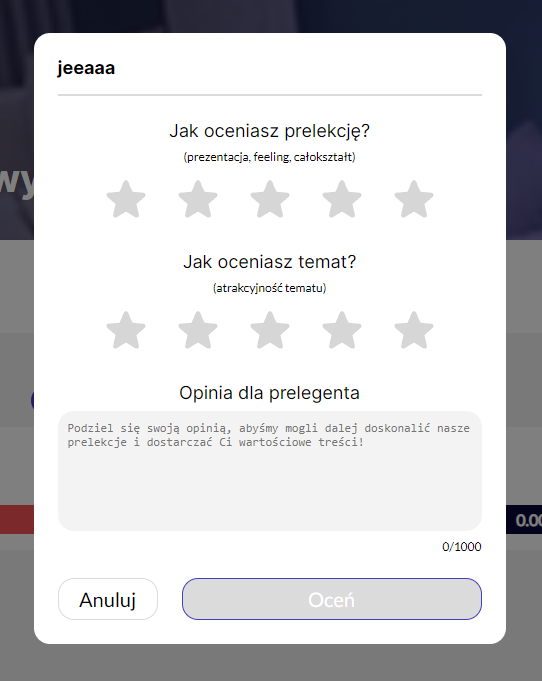 jeeaaa
Jak oceniasz prelekcję?
(prezentacja, feeling, całokształt)
wy
Jak oceniasz temat?
(atrakcyjność tematu)
Opinia dla prelegenta
Podziel się swoją opinią, abyśmy mogli dalej doskonalić nasze
prelekcje i dostarczać Ci wartościowe treści!
0.00
0/1000
Anuluj
Oceń